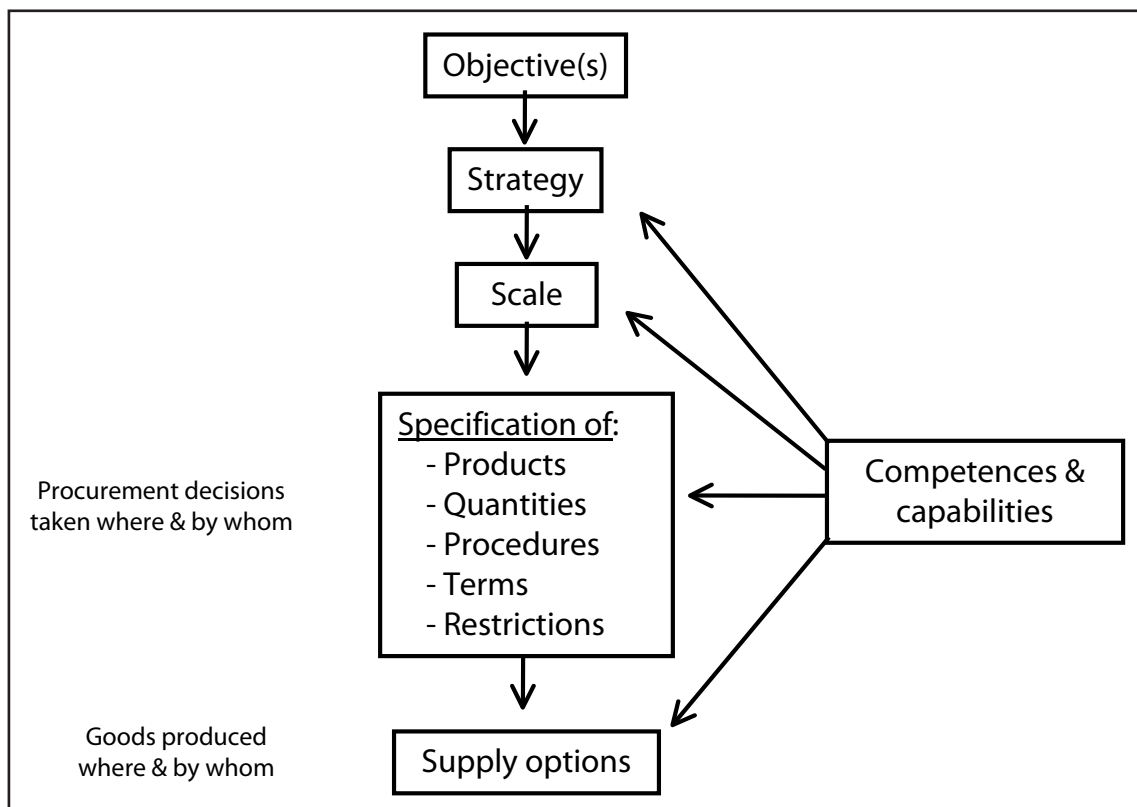 Objective(s)
Strategy
Scale
Specification of:
- Products
- Quantities
- Procedures
- Terms
- Restrictions
Procurement decisions
taken where & by whom
Competences &
capabilities
Goods produced
where & by whom
Supply options